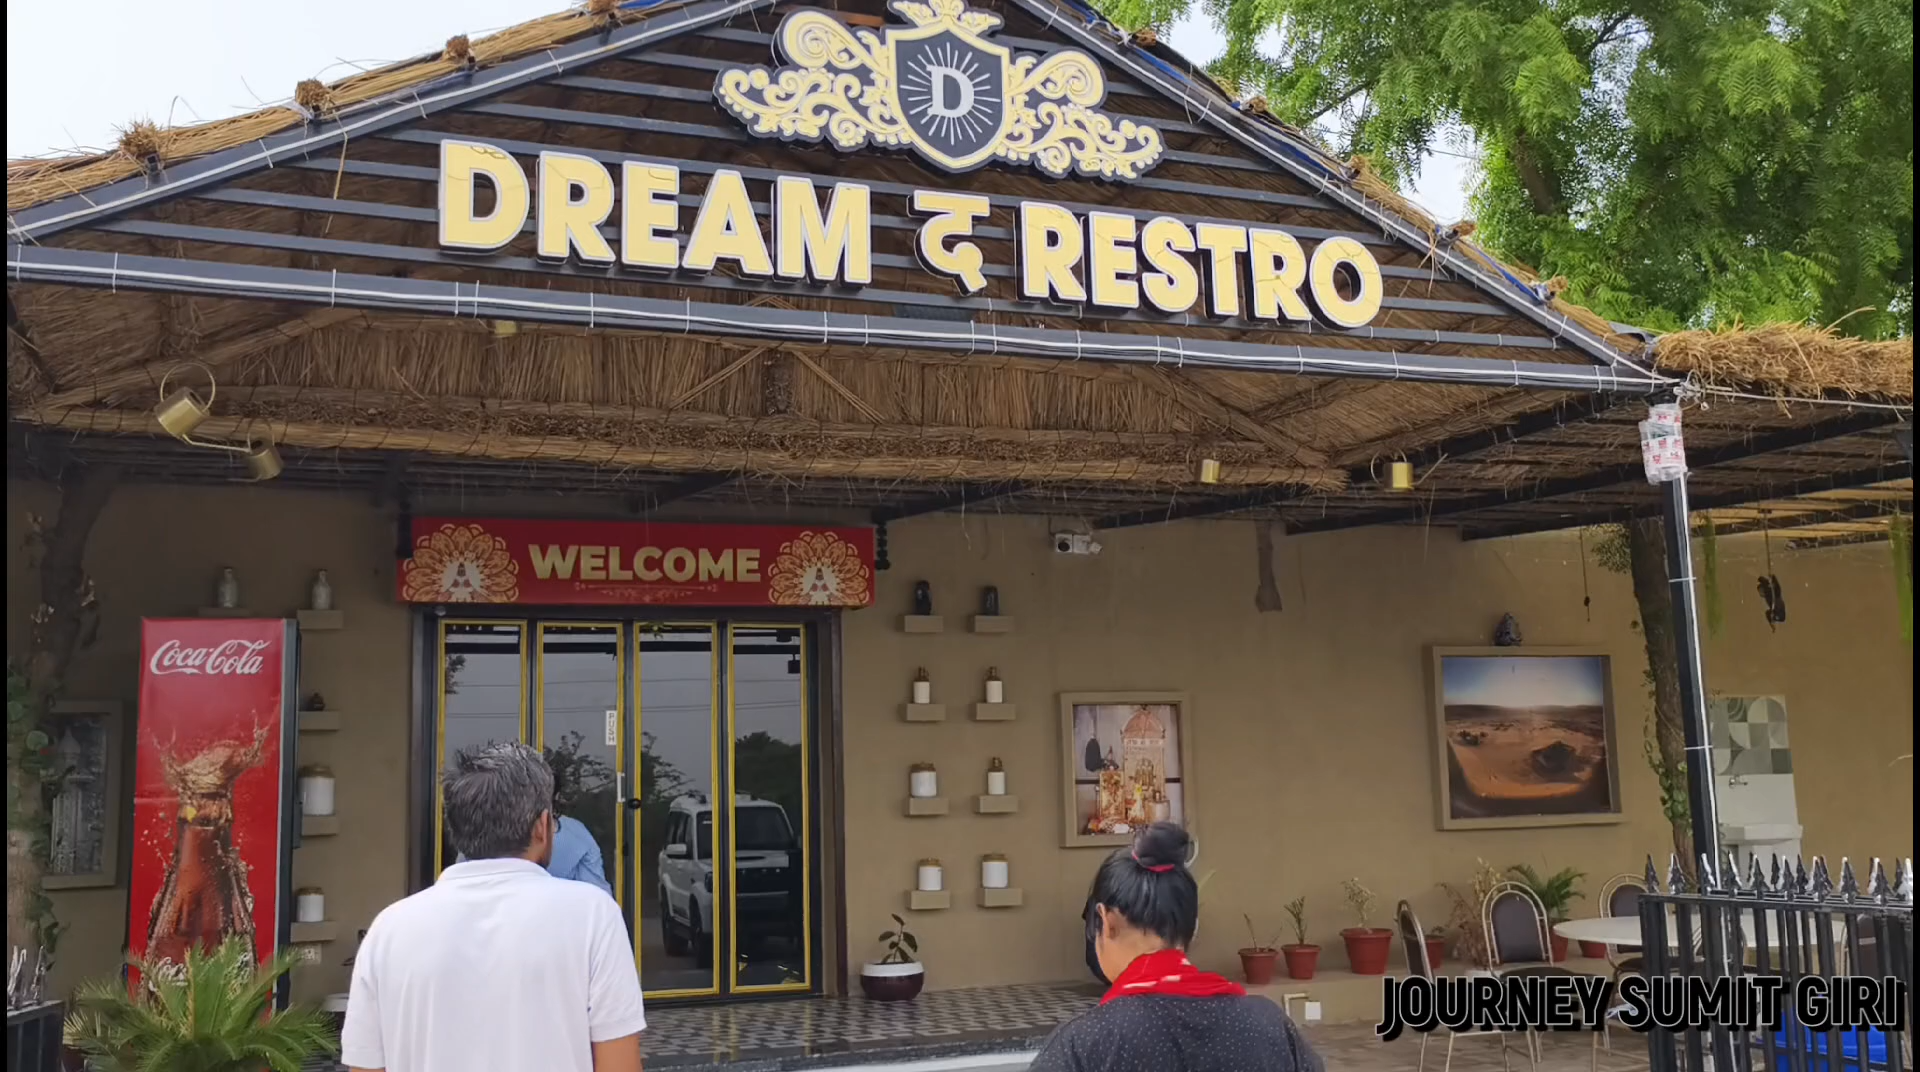 D
DREAM द RESTRO
WELCOME
Coca-Cola
PUSH
JOURNEY SUMIT GIRI